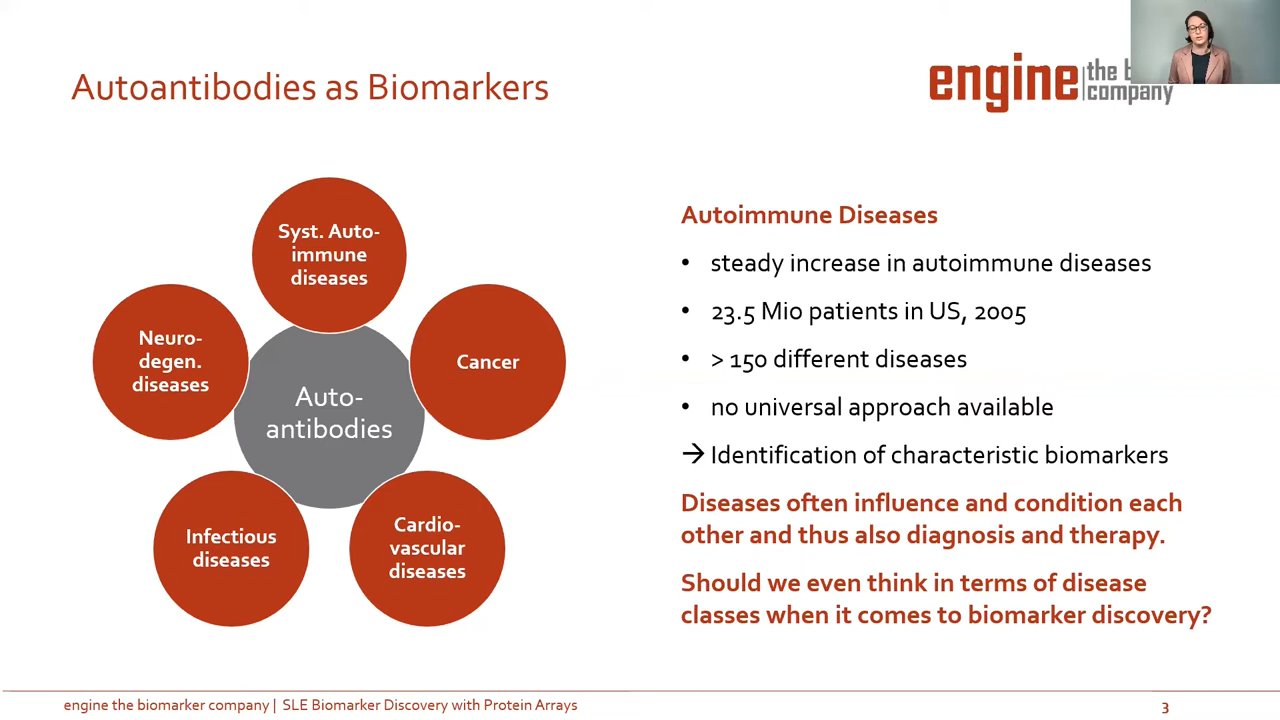 Autoantibodies as Biomarkers
engine
the b
company
Syst. Auto-
immune
diseases
Neuro-
degen.
diseases
Cancer
Auto-
antibodies
Infectious
diseases
Cardio-
vascular
diseases
Autoimmune Diseases
• steady increase in autoimmune diseases
• 23.5 Mio patients in US, 2005
• > 150 different diseases
• no universal approach available
→ Identification of characteristic biomarkers
Diseases often influence and condition each
other and thus also diagnosis and therapy.
Should we even think in terms of disease
classes when it comes to biomarker discovery?
engine the biomarker company | SLE Biomarker Discovery with Protein Arrays
3